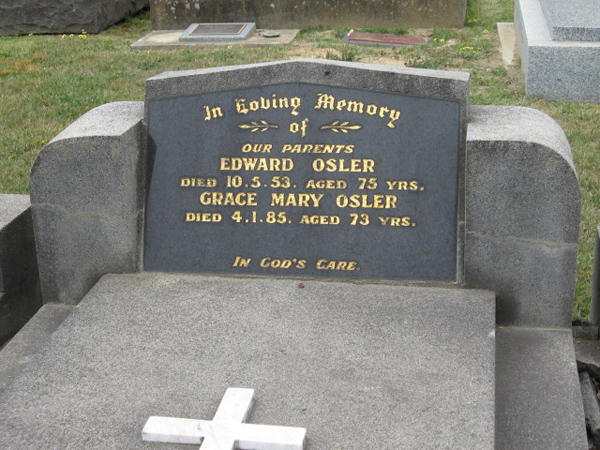 In Loving Memory
of
OUR PARENTS
EDWARD OSLER
DIED 10.5.53. AGED 75 YRS.
GRACE MARY OSLER
DIED 4.1.85. AGED 73 YRS.
IN GOD'S CARE.